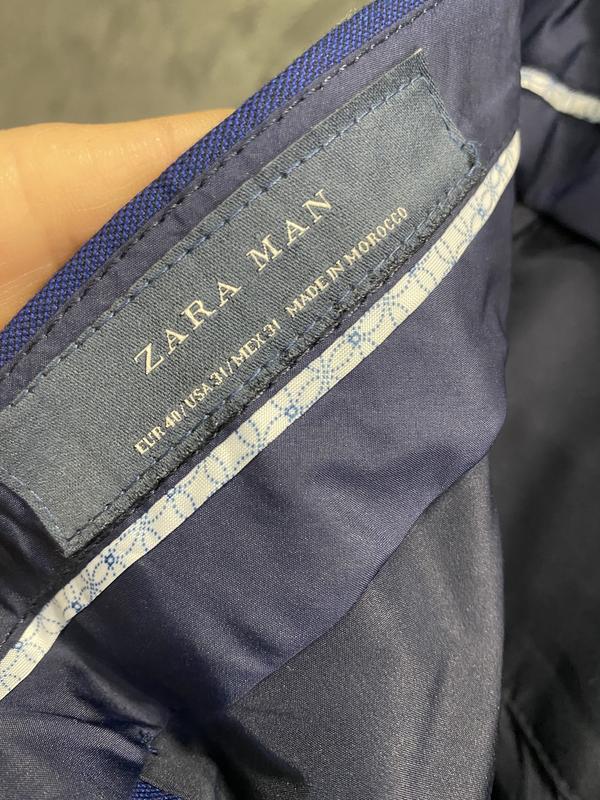 ZARA MAN
EUR 40/USA 31/MEX 31 MADE IN MOROCCO